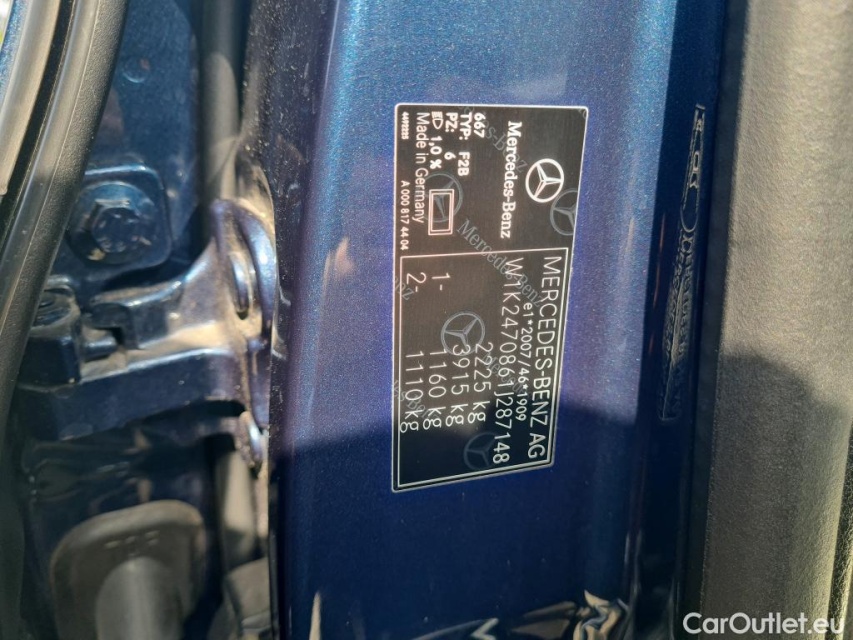 Mercedes-Benz
667
TYP: F2B
PZ: 6
1,0 %
Made in Germany
4492235
A 000 817 44 04
MERCEDES-BENZ AG
e1*2007/46*1909
W1K2470861J287148
2225 kg
3915 kg
1- 1160 kg
2- 1110 kg
CarOutlet.eu